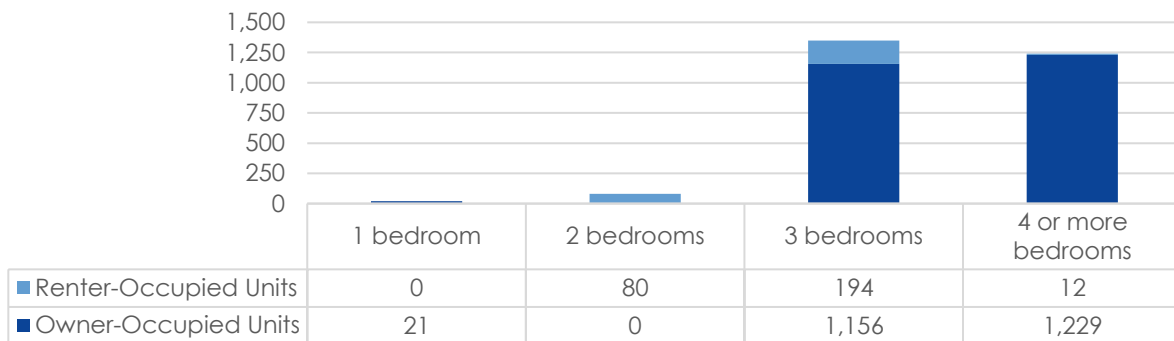 1,500
1,250
1,000
750
500
250
0
1 bedroom 2 bedrooms 3 bedrooms 4 or more
bedrooms
Renter-Occupied Units 0 80 194 12
Owner-Occupied Units 21 0 1,156 1,229